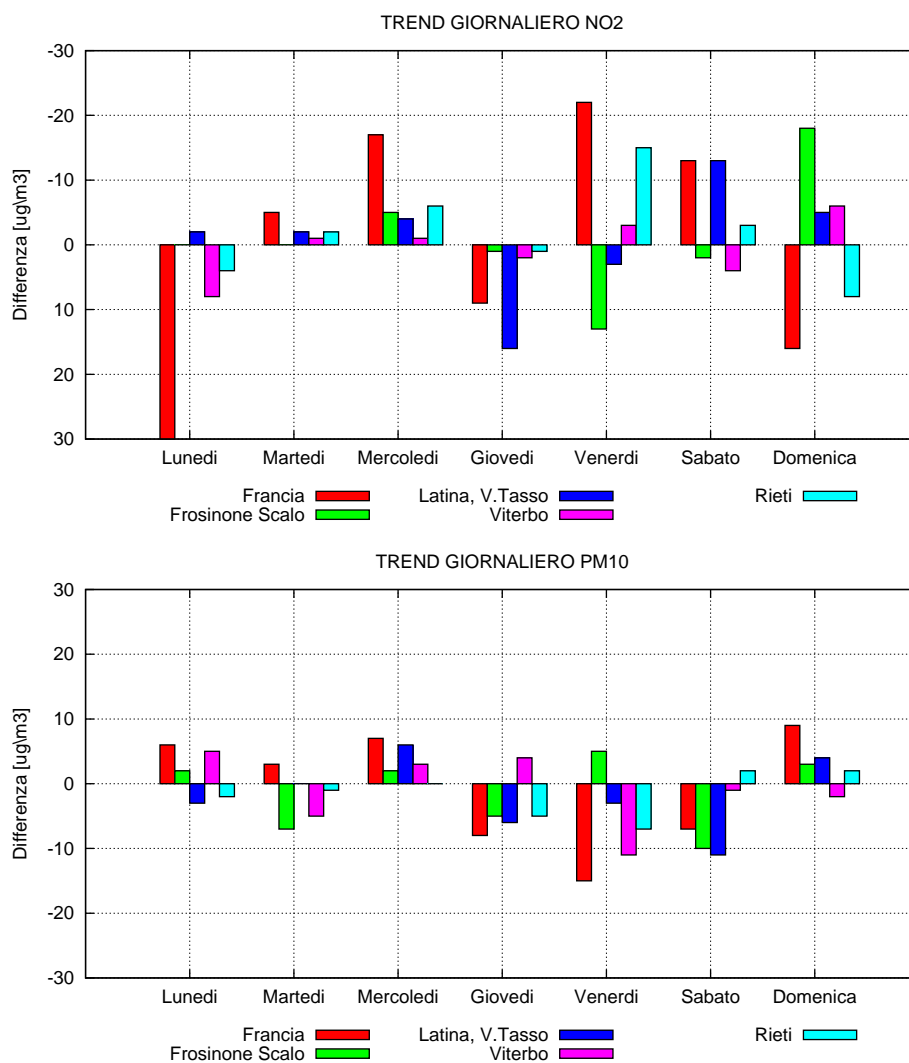 TREND GIORNALIERO NO2
-30
-20
-10
0
10
20
30
Differenza [ug\m3]
Lunedi Martedi Mercoledi Giovedi Venerdi Sabato Domenica
Francia Latina, V.Tasso Rieti
Frosinone Scalo Viterbo
TREND GIORNALIERO PM10
30
20
10
0
-10
-20
-30
Differenza [ug\m3]
Lunedi Martedi Mercoledi Giovedi Venerdi Sabato Domenica
Francia Latina, V.Tasso Rieti
Frosinone Scalo Viterbo